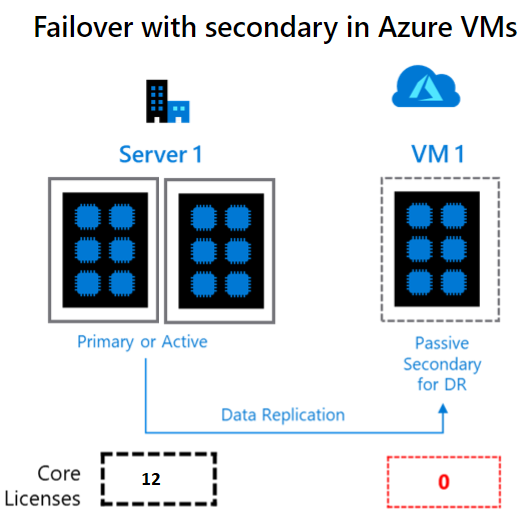 Failover with secondary in Azure VMs
Server 1
VM 1
Primary or Active
Passive
Secondary
for DR
Data Replication
Core
Licenses
12
0